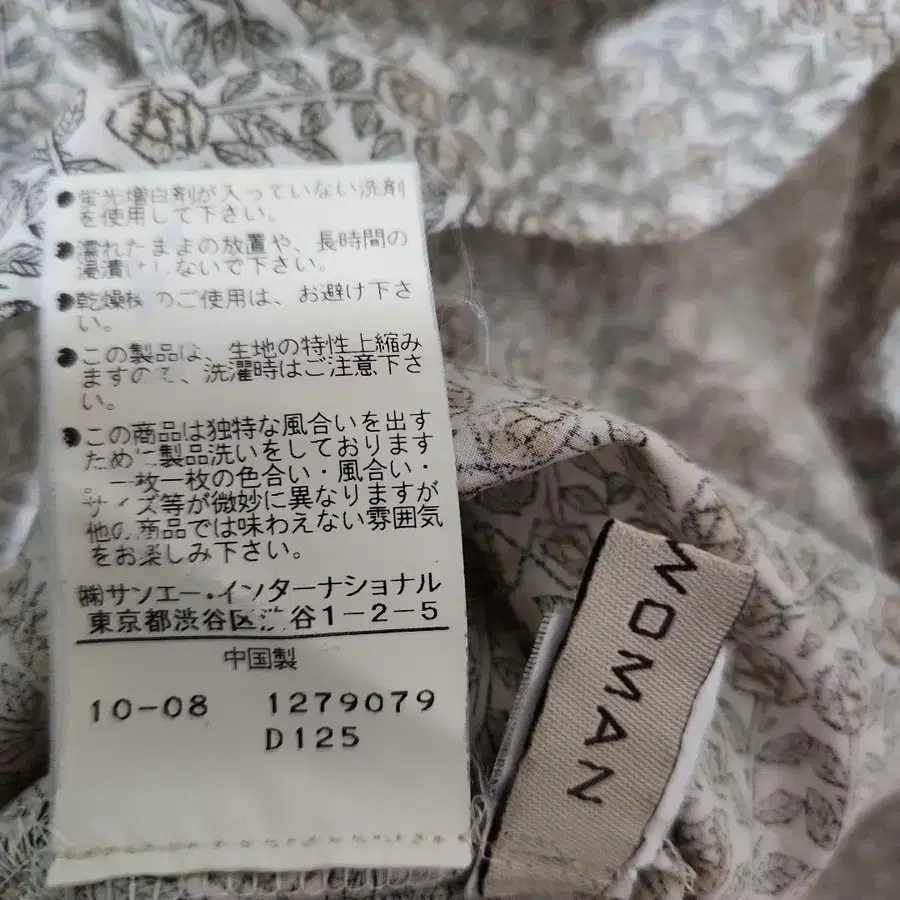 ●蛍光増白剤が入っていない洗剤
を使用して下さい。
●濡れたままの放置や、長時間の
浸漬はしないで下さい。
●乾燥機のご使用は、お避け下さ
い。
●この製品は、生地の特性上縮み
ますので、洗濯時はご注意下さ
い。
●この商品は独特な風合いを出す
ために製品洗いをしております
。一枚一枚の色合い・風合い・
サイズ等が微妙に異なりますが
他の商品では味わえない雰囲気
をお楽しみ下さい。
㈱サンエー・インターナショナル
東京都渋谷区渋谷1-2-5
中国製
10-08 1279079
D125
WOMAN